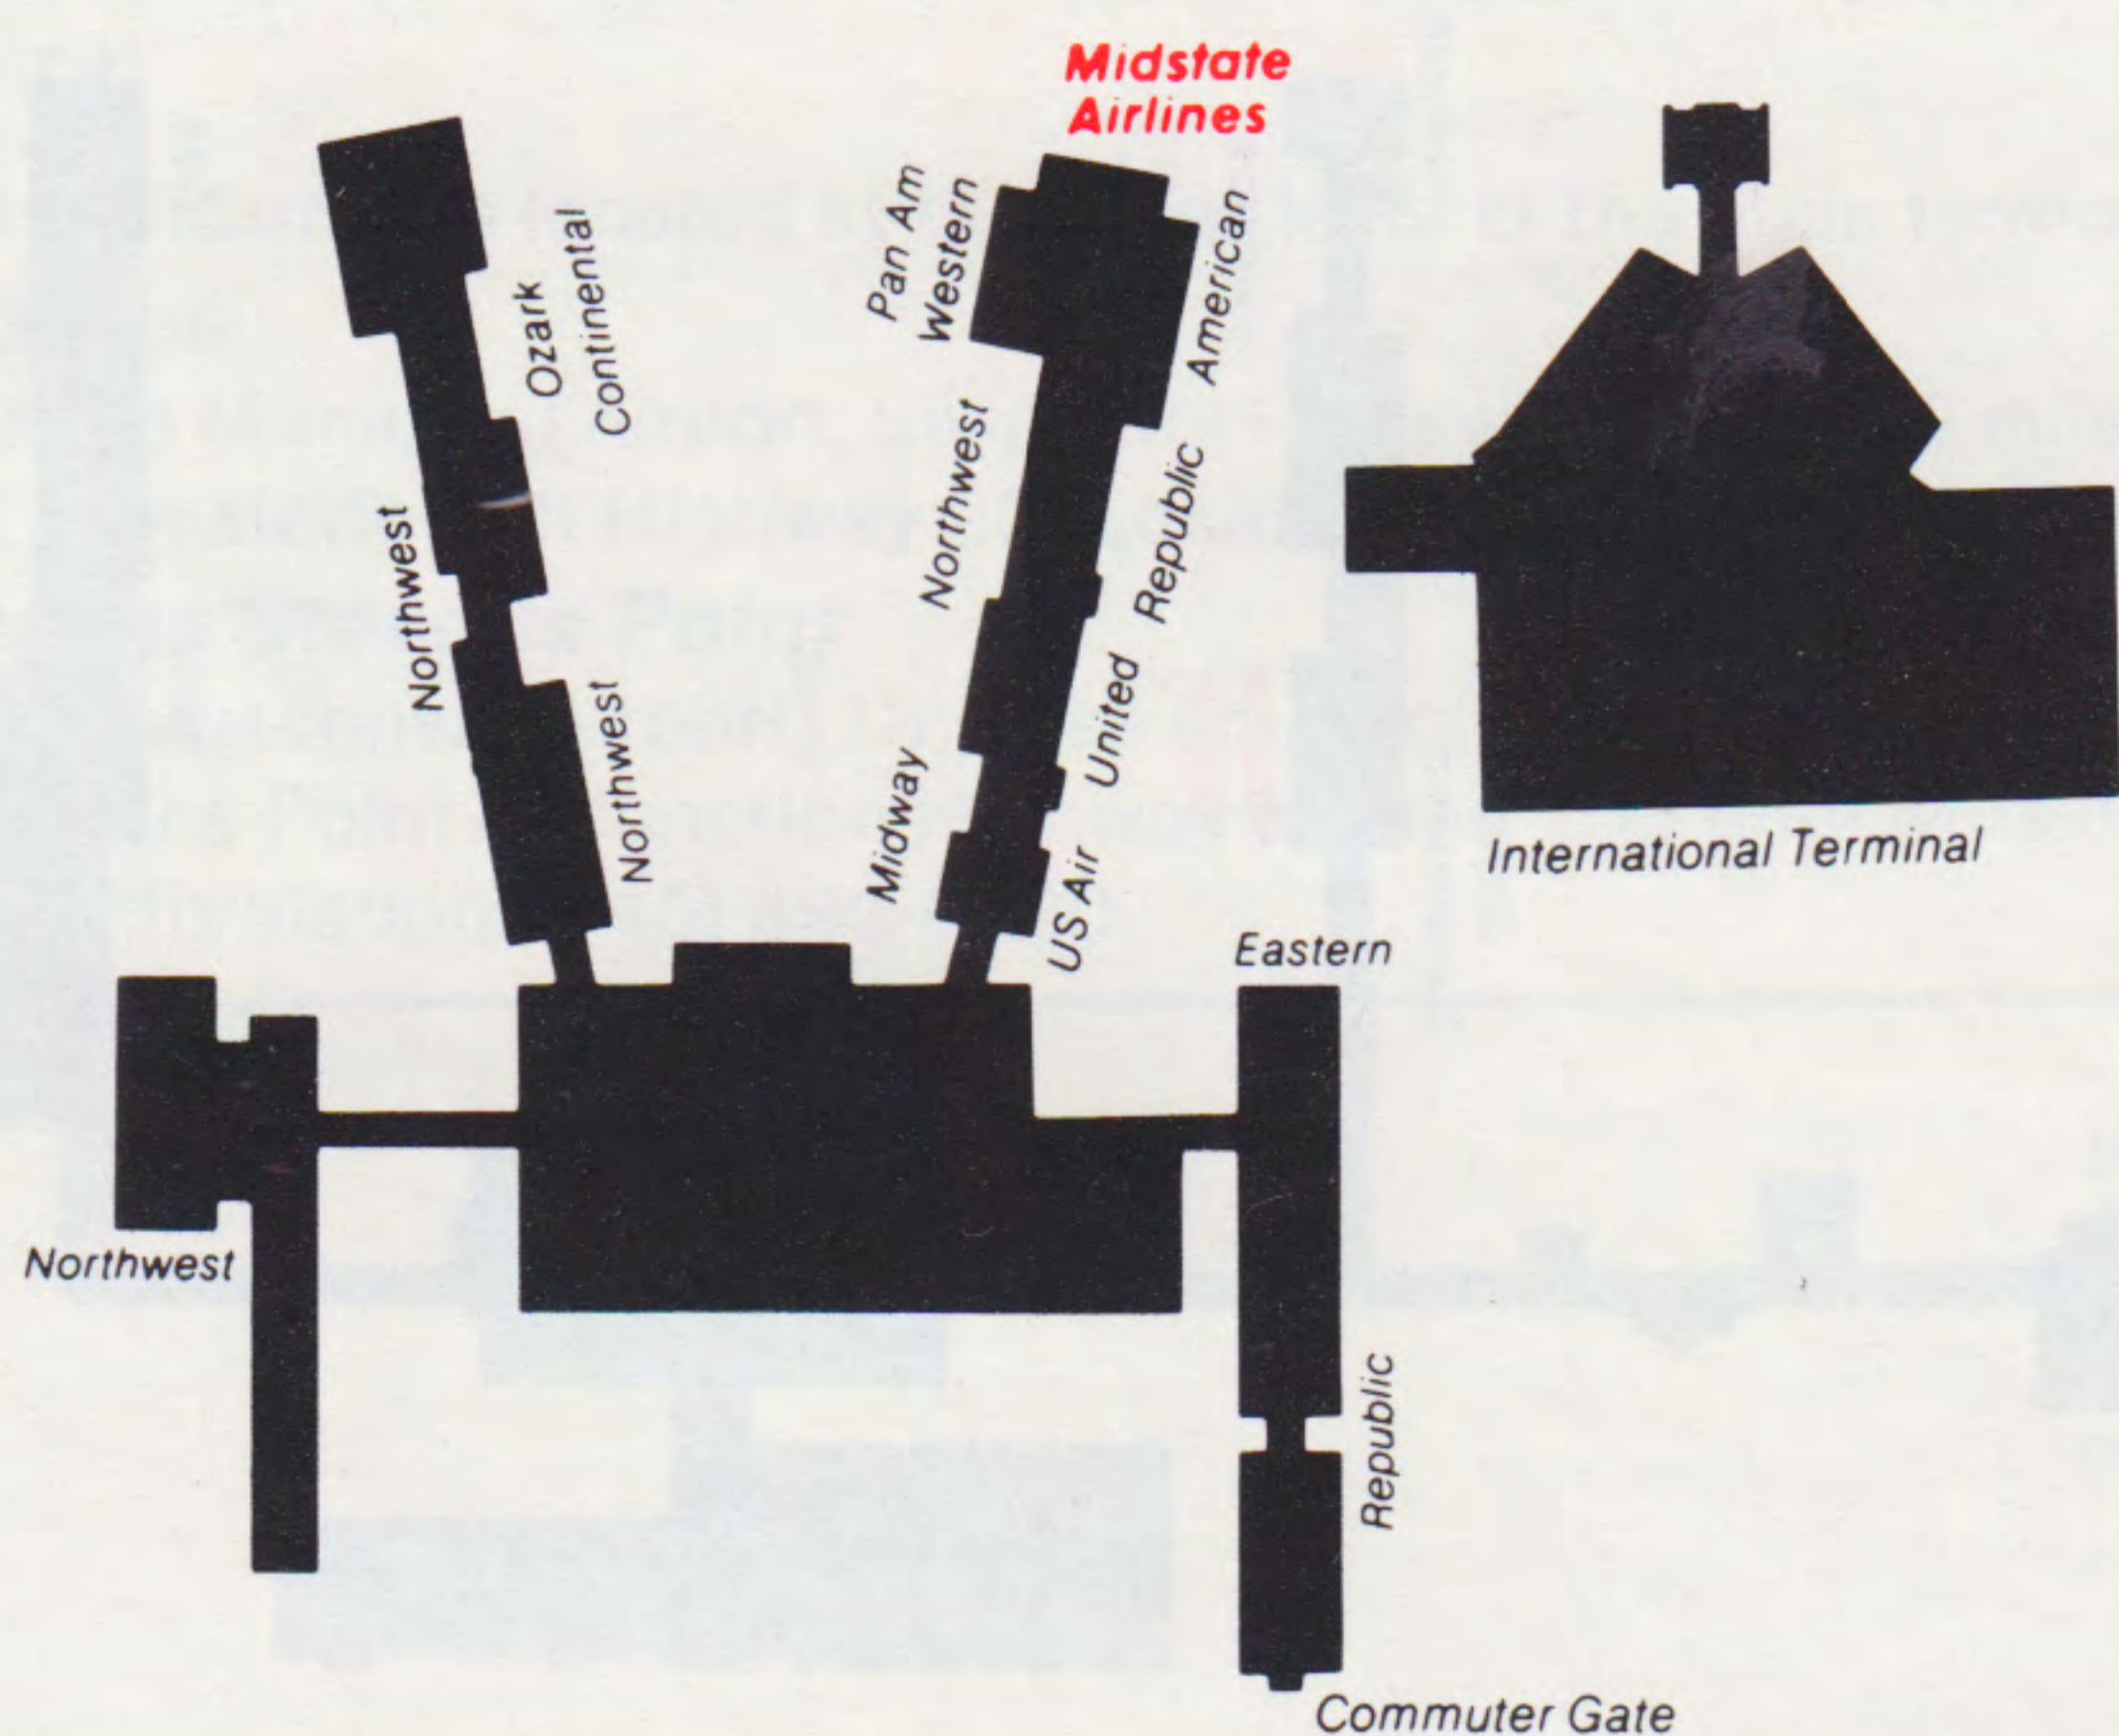 Midstate
Airlines
Pan Am
Western
American
Ozark
Continental
Northwest
Republic
Northwest
United
Northwest
Midway
US Air
International Terminal
Eastern
Northwest
Republic
Commuter Gate